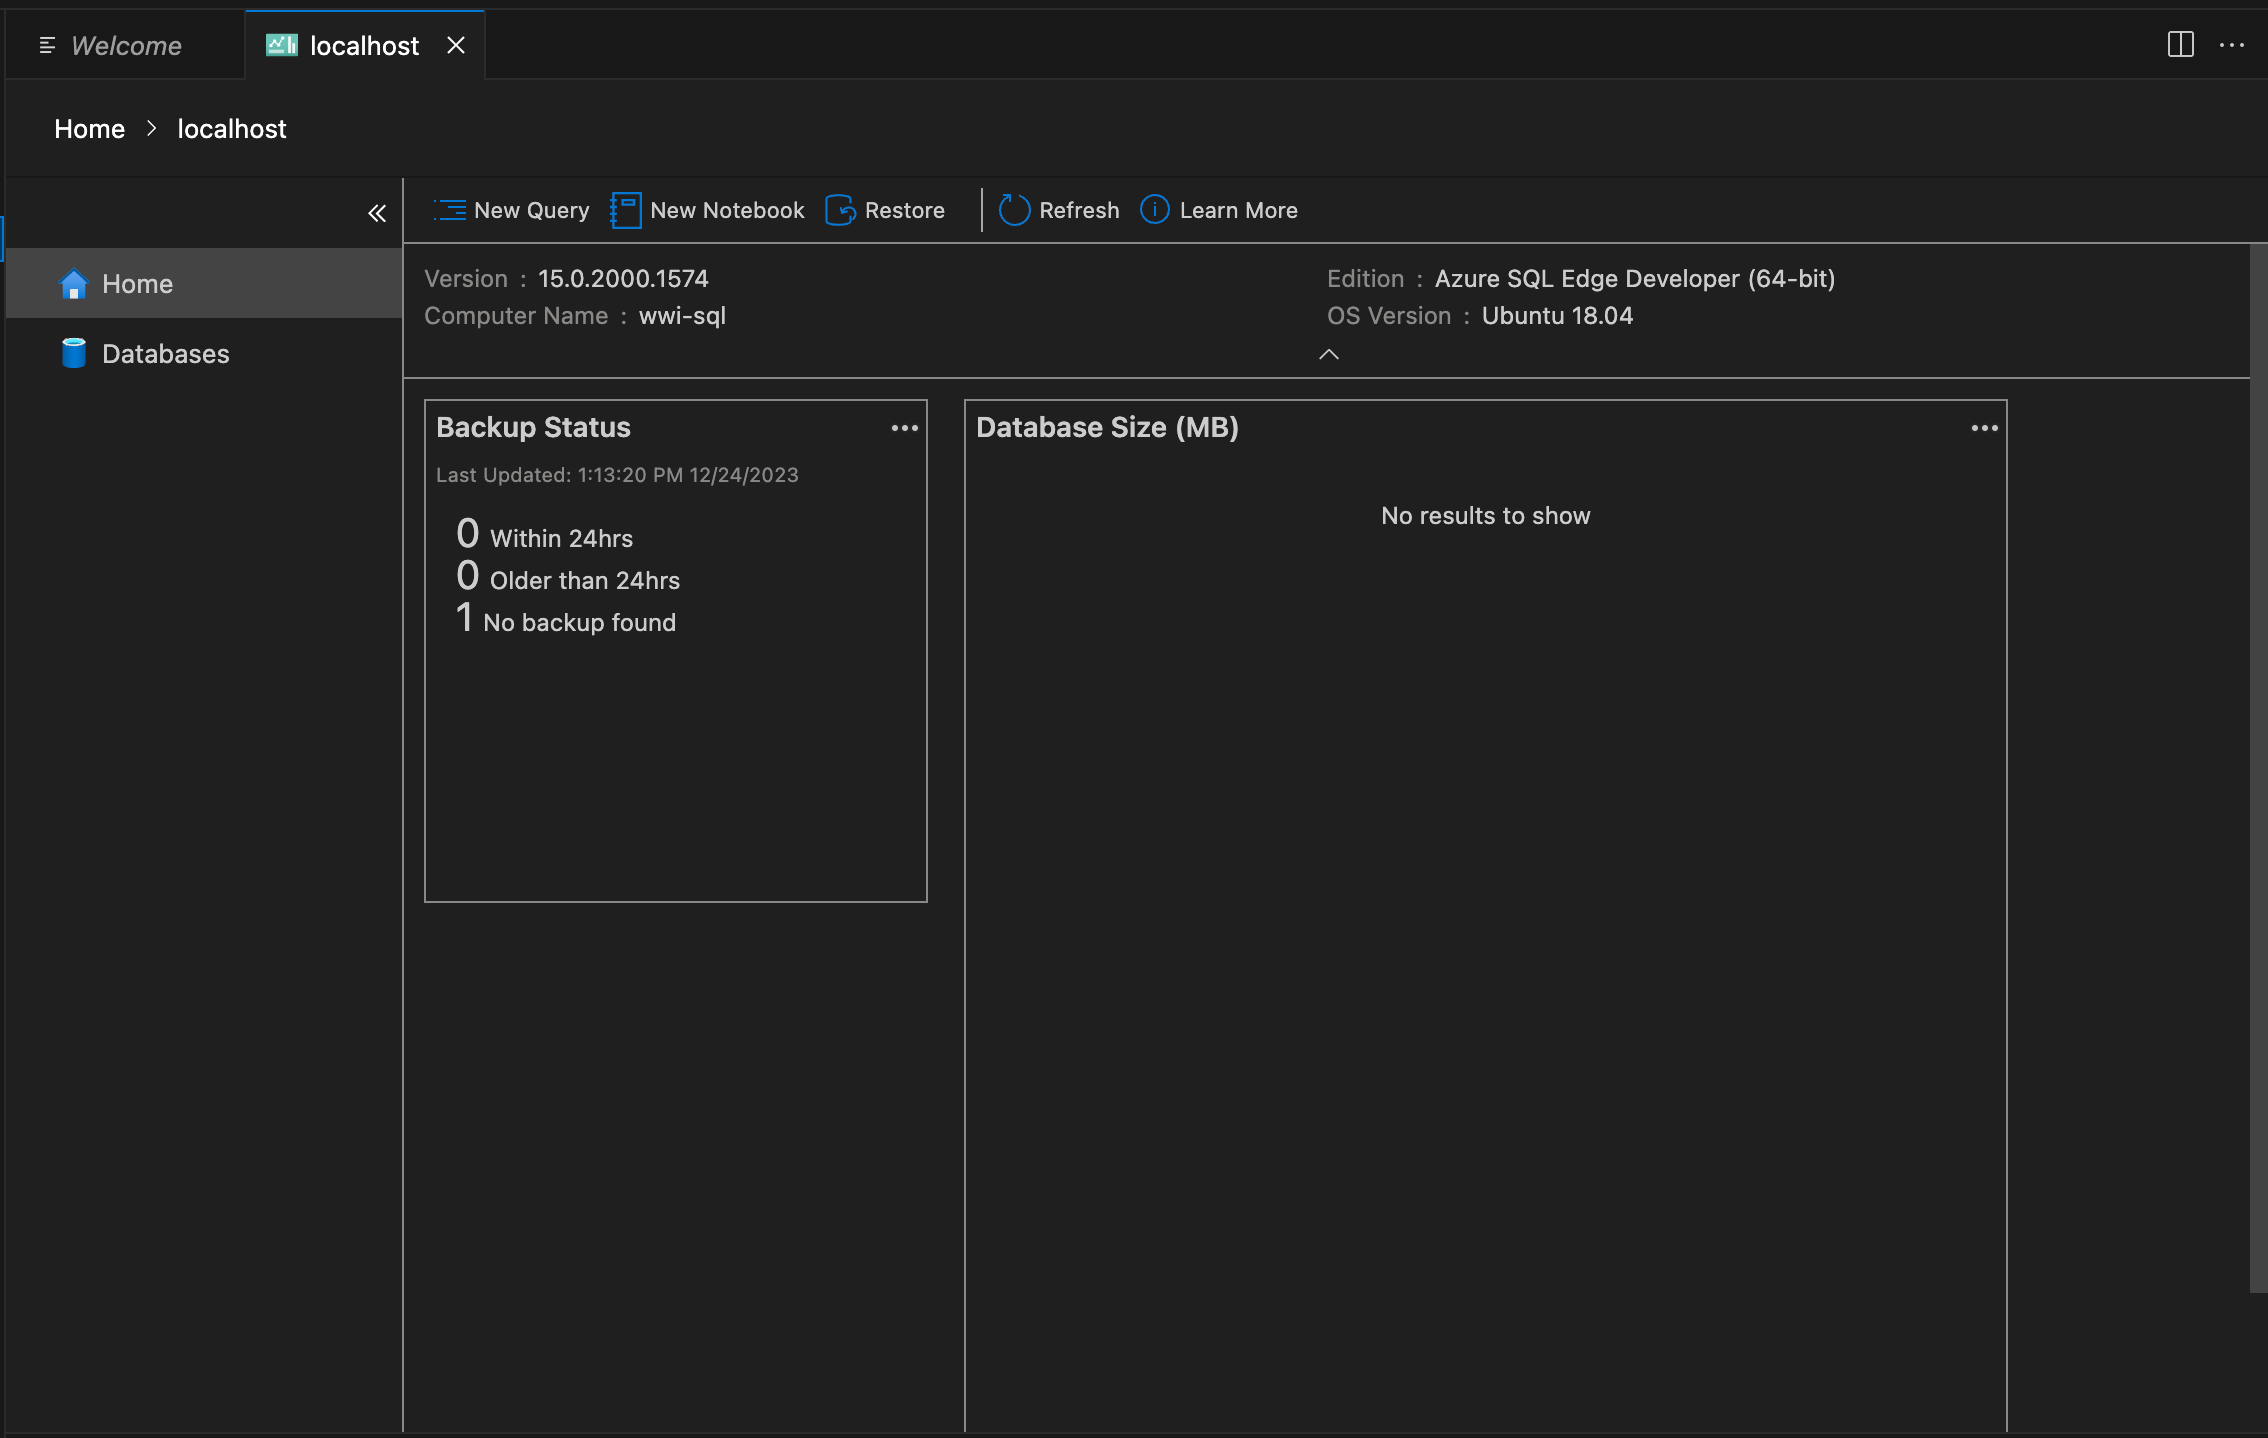 Welcome
localhost
Home > localhost
New Query
New Notebook
Restore
Refresh
Learn More
Home
Databases
Version : 15.0.2000.1574
Computer Name : wwi-sql
Edition : Azure SQL Edge Developer (64-bit)
OS Version : Ubuntu 18.04
Backup Status
Last Updated: 1:13:20 PM 12/24/2023
0 Within 24hrs
0 Older than 24hrs
1 No backup found
Database Size (MB)
No results to show